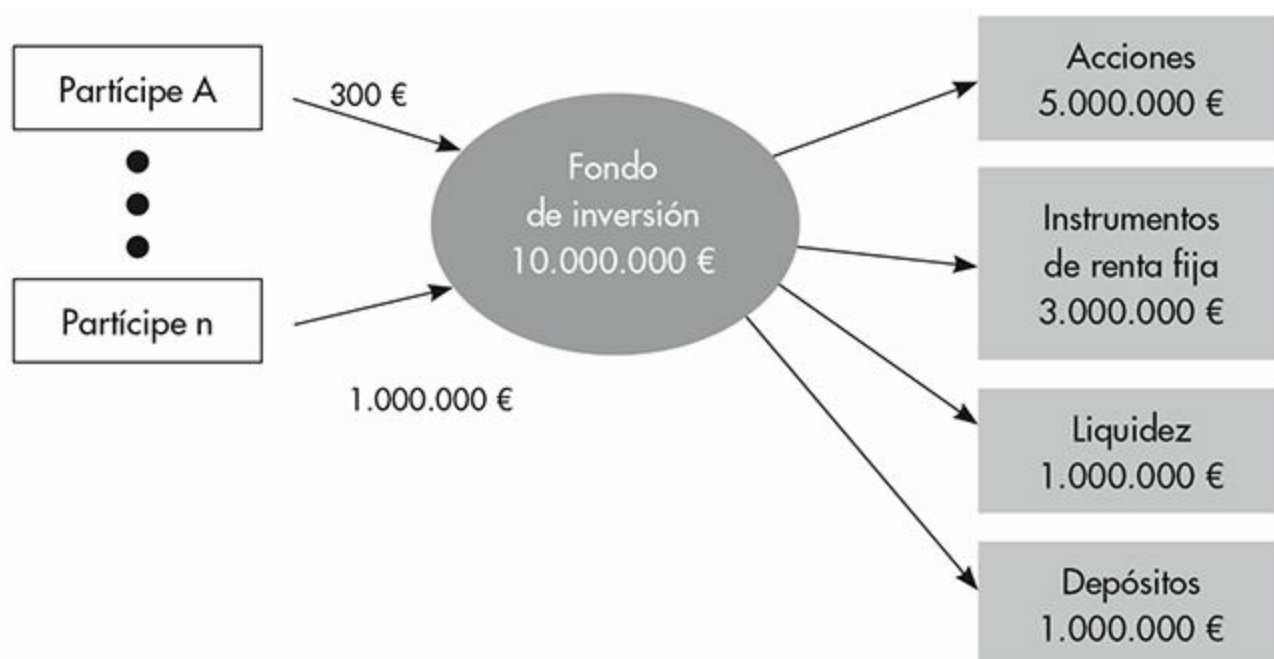 Partícipe A
300 €
Partícipe n
1.000.000 €
Fondo
de inversión
10.000.000 €
Acciones
5.000.000 €
Instrumentos
de renta fija
3.000.000 €
Liquidez
1.000.000 €
Depósitos
1.000.000 €